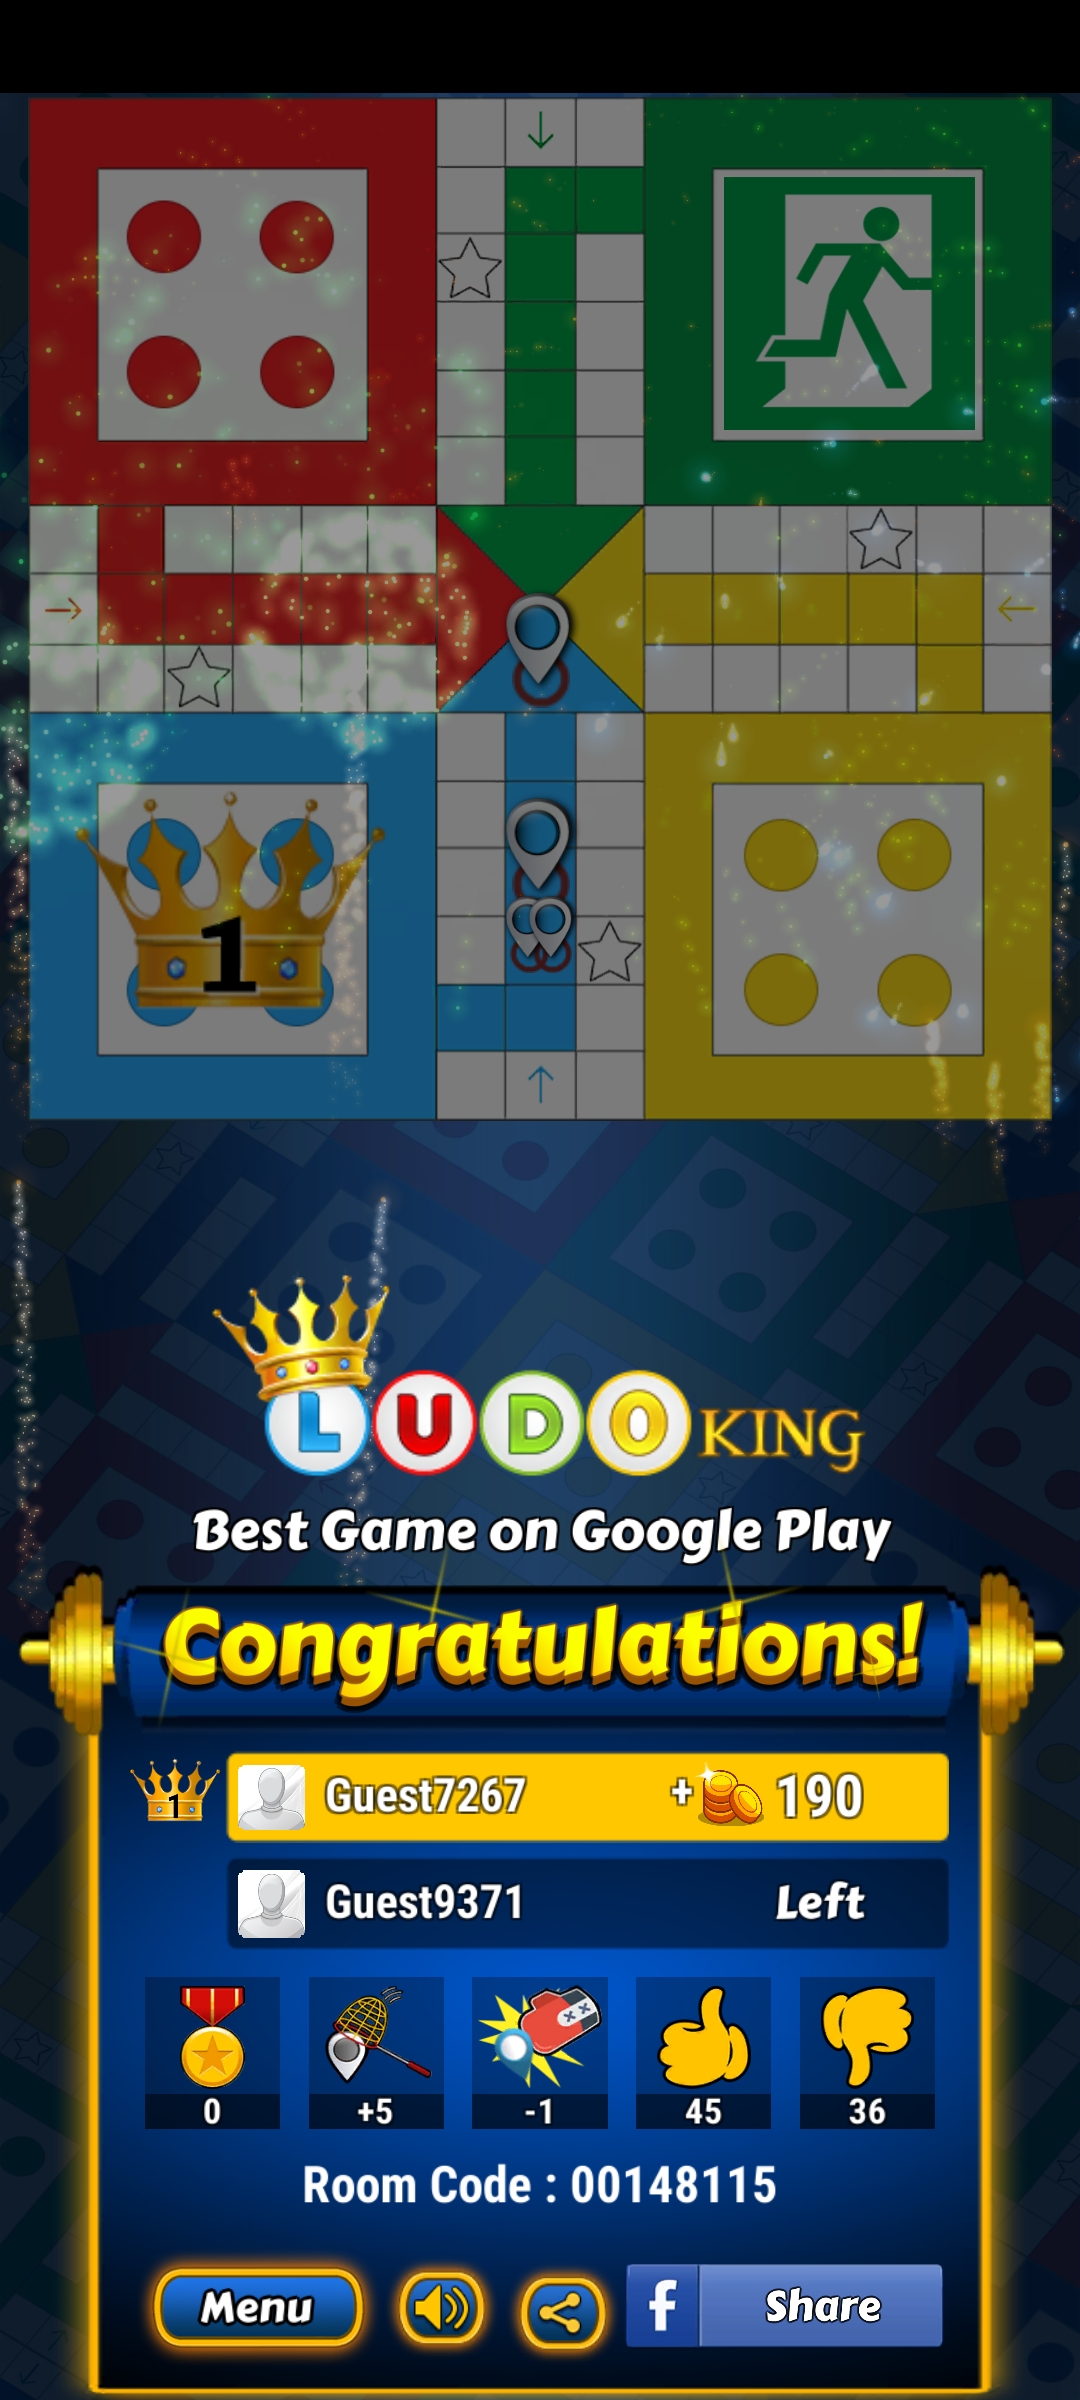 1
LUDO KING
Best Game on Google Play
Congratulations!
1 Guest7267 + 190
Guest9371 Left
0 +5 -1 45 36
Room Code : 00148115
Menu f Share